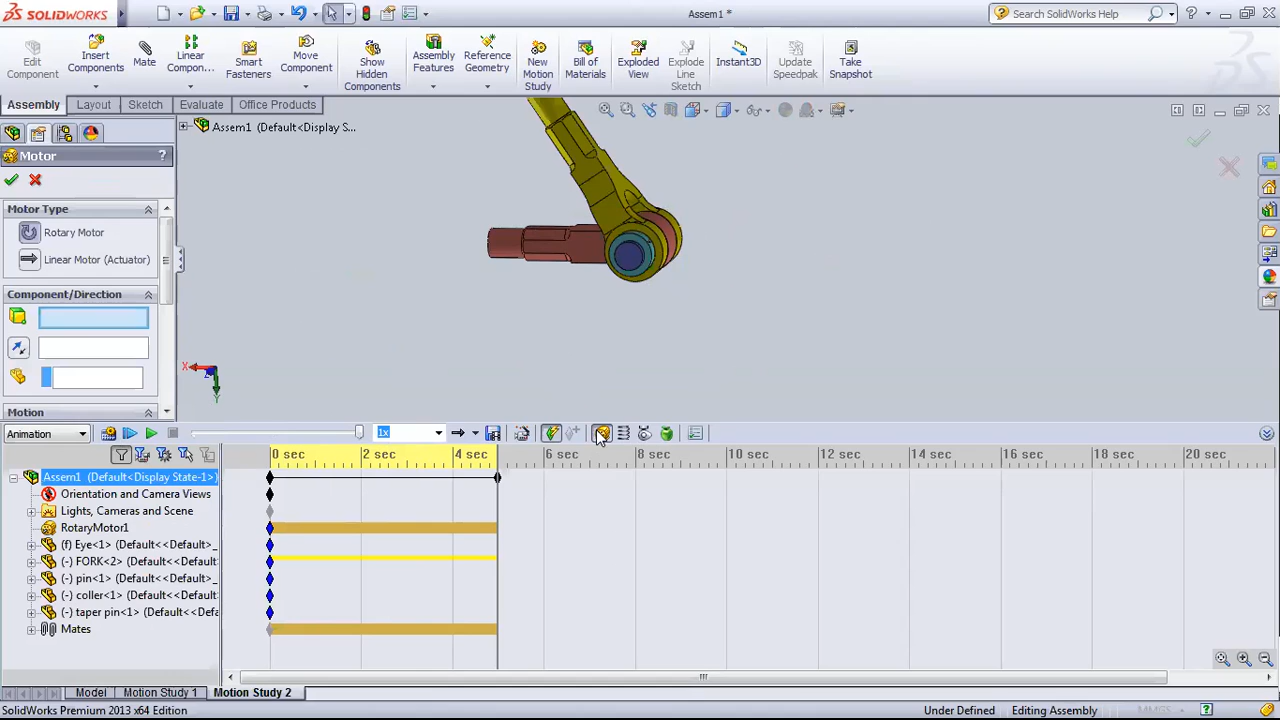 SOLIDWORKS
Assem1 *
Search SolidWorks Help
Edit Component
Insert Components
Mate
Linear Compon...
Smart Fasteners
Move Component
Show Hidden Components
Assembly Features
Reference Geometry
New Motion Study
Bill of Materials
Exploded View
Explode Line Sketch
Instant3D
Update Speedpak
Take Snapshot
Assembly Layout Sketch Evaluate Office Products
Assem1 (Default<Display S...
Motor ?
Motor Type
Rotary Motor
Linear Motor (Actuator)
Component/Direction
Motion
X
Y
Z
Animation
1x
0 sec 2 sec 4 sec 6 sec 8 sec 10 sec 12 sec 14 sec 16 sec 18 sec 20 sec
Assem1 (Default<Display State-1>)
Orientation and Camera Views
Lights, Cameras and Scene
RotaryMotor1
(f) Eye<1> (Default<<Default>_
(-) FORK<2> (Default<<Default>
(-) pin<1> (Default<<Default>_
(-) coller<1> (Default<<Default
(-) taper pin<1> (Default<<Defa
Mates
Model Motion Study 1 Motion Study 2
SolidWorks Premium 2013 x64 Edition
Under Defined Editing Assembly MMGS